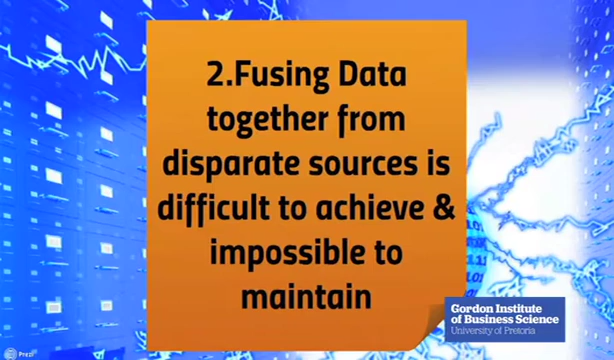 2.Fusing Data
together from
disparate sources is
difficult to achieve &
impossible to
maintain
Gordon Institute
of Business Science
University of Pretoria
Prezi